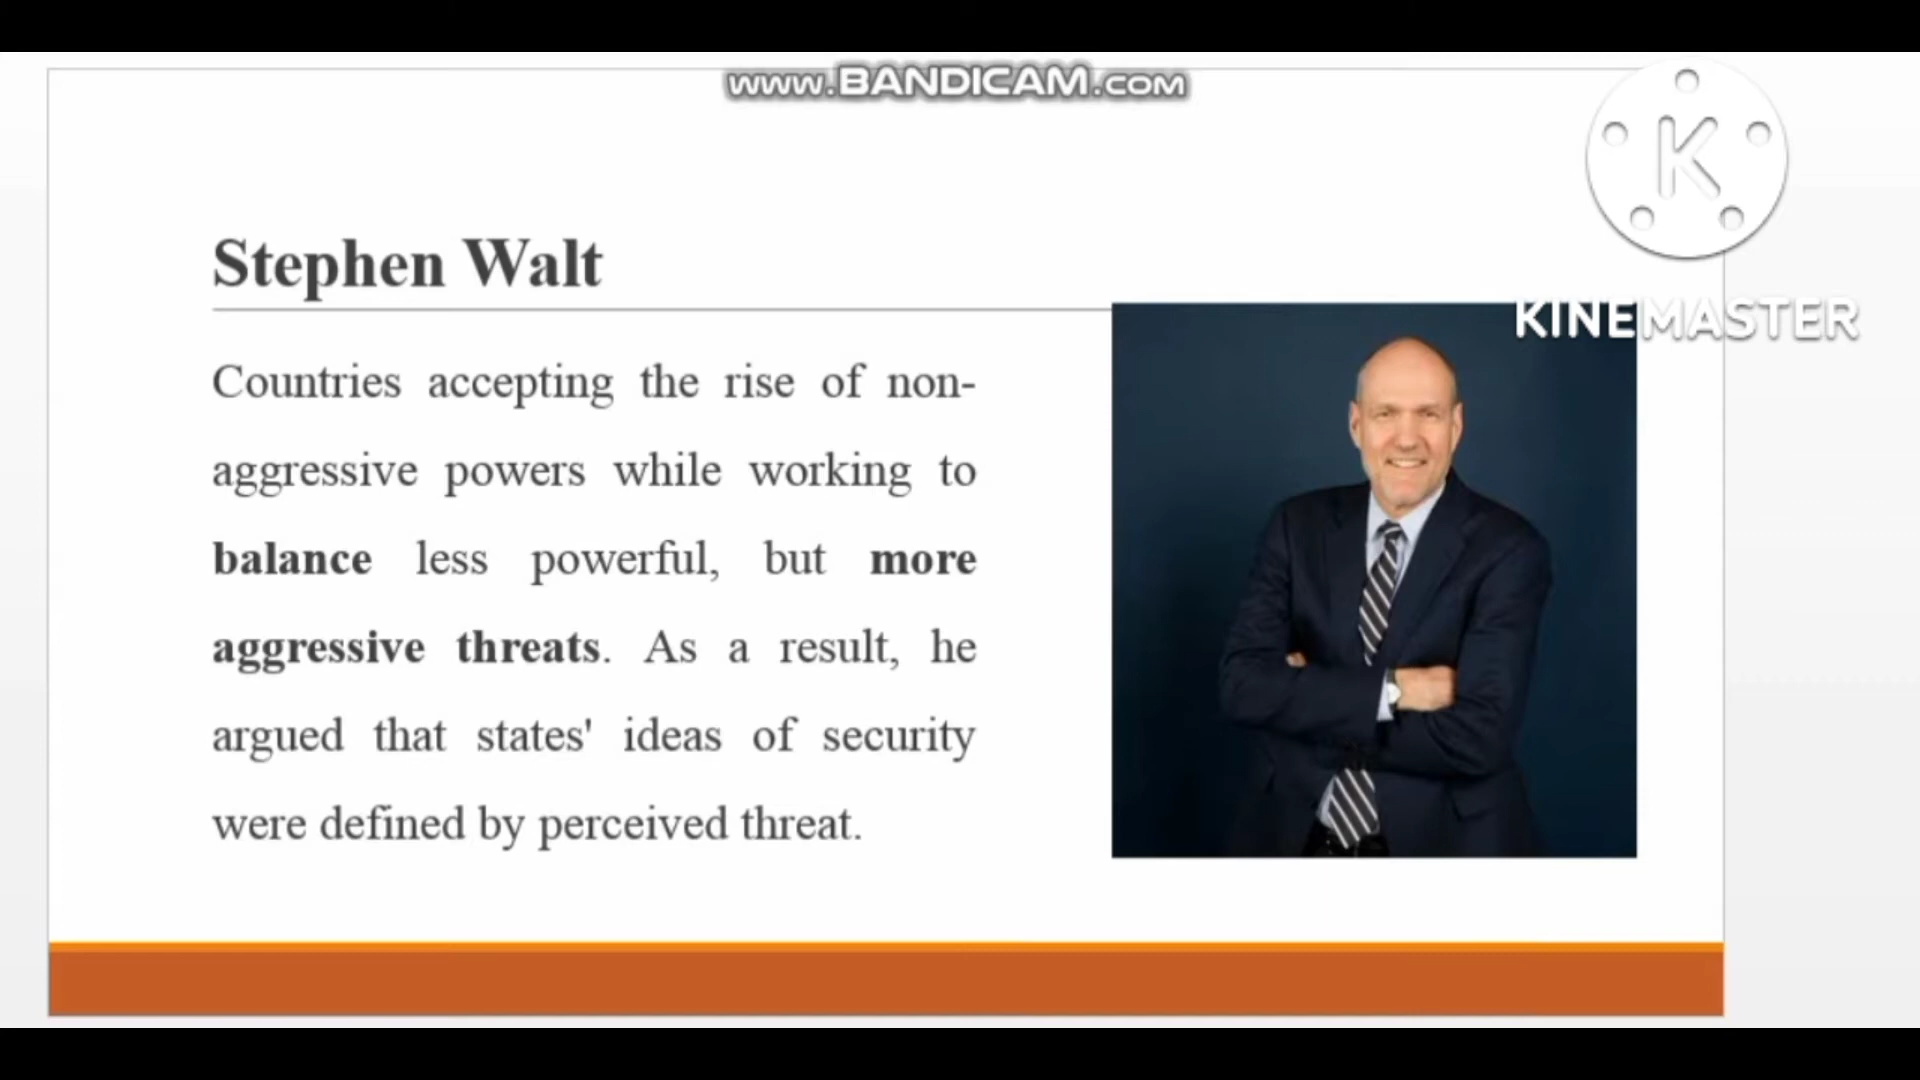 www.BANDICAM.com
K
KINEMASTER
Stephen Walt
Countries accepting the rise of non-
aggressive powers while working to
balance less powerful, but more
aggressive threats. As a result, he
argued that states' ideas of security
were defined by perceived threat.